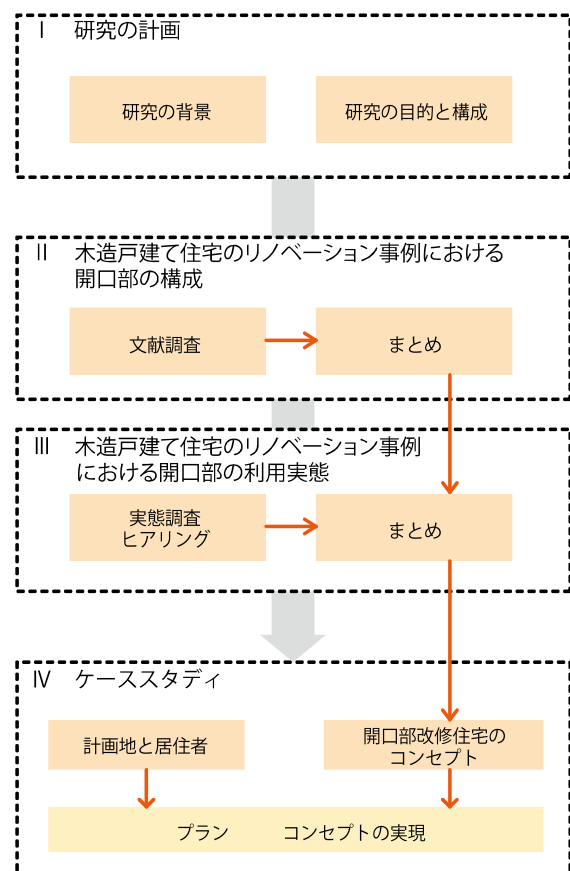 Ⅰ 研究の計画
研究の背景
研究の目的と構成
Ⅱ 木造戸建て住宅のリノベーション事例における
開口部の構成
文献調査
まとめ
Ⅲ 木造戸建て住宅のリノベーション事例
における開口部の利用実態
実態調査
ヒアリング
まとめ
Ⅳ ケーススタディ
計画地と居住者
開口部改修住宅の
コンセプト
プラン コンセプトの実現